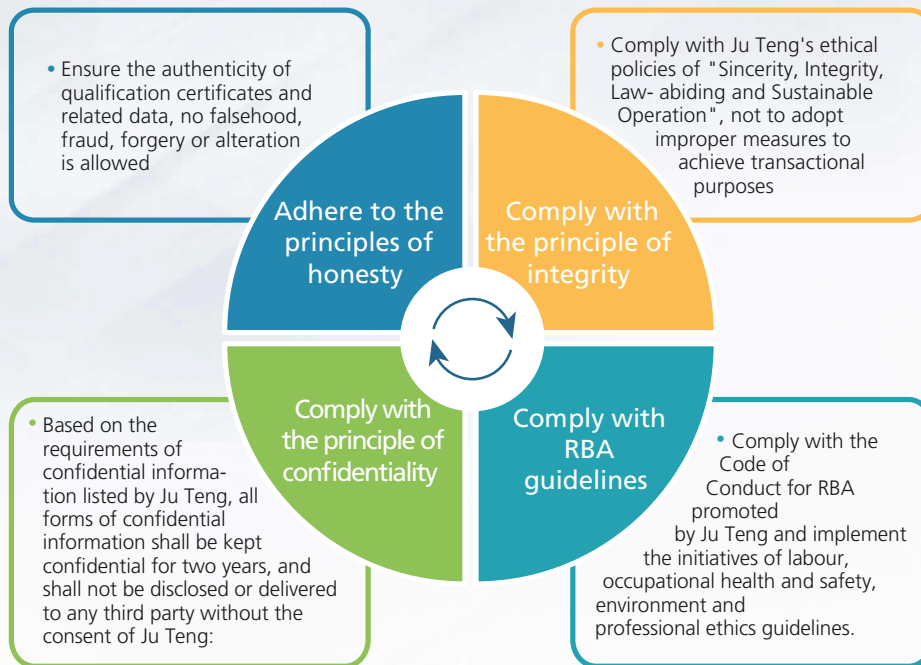 • Ensure the authenticity of
qualification certificates and
related data, no falsehood,
fraud, forgery or alteration
is allowed
• Comply with Ju Teng's ethical
policies of "Sincerity, Integrity,
Law- abiding and Sustainable
Operation", not to adopt
improper measures to
achieve transactional
purposes
Adhere to the
principles of
honesty
Comply with
the principle of
integrity
Comply with
the principle of
confidentiality
Comply with
RBA
guidelines
• Based on the
requirements of
confidential informa-
tion listed by Ju Teng, all
forms of confidential
information shall be kept
confidential for two years, and
shall not be disclosed or delivered
to any third party without the
consent of Ju Teng:
• Comply with the
Code of
Conduct for RBA
promoted
by Ju Teng and implement
the initiatives of labour,
occupational health and safety,
environment and
professional ethics guidelines.